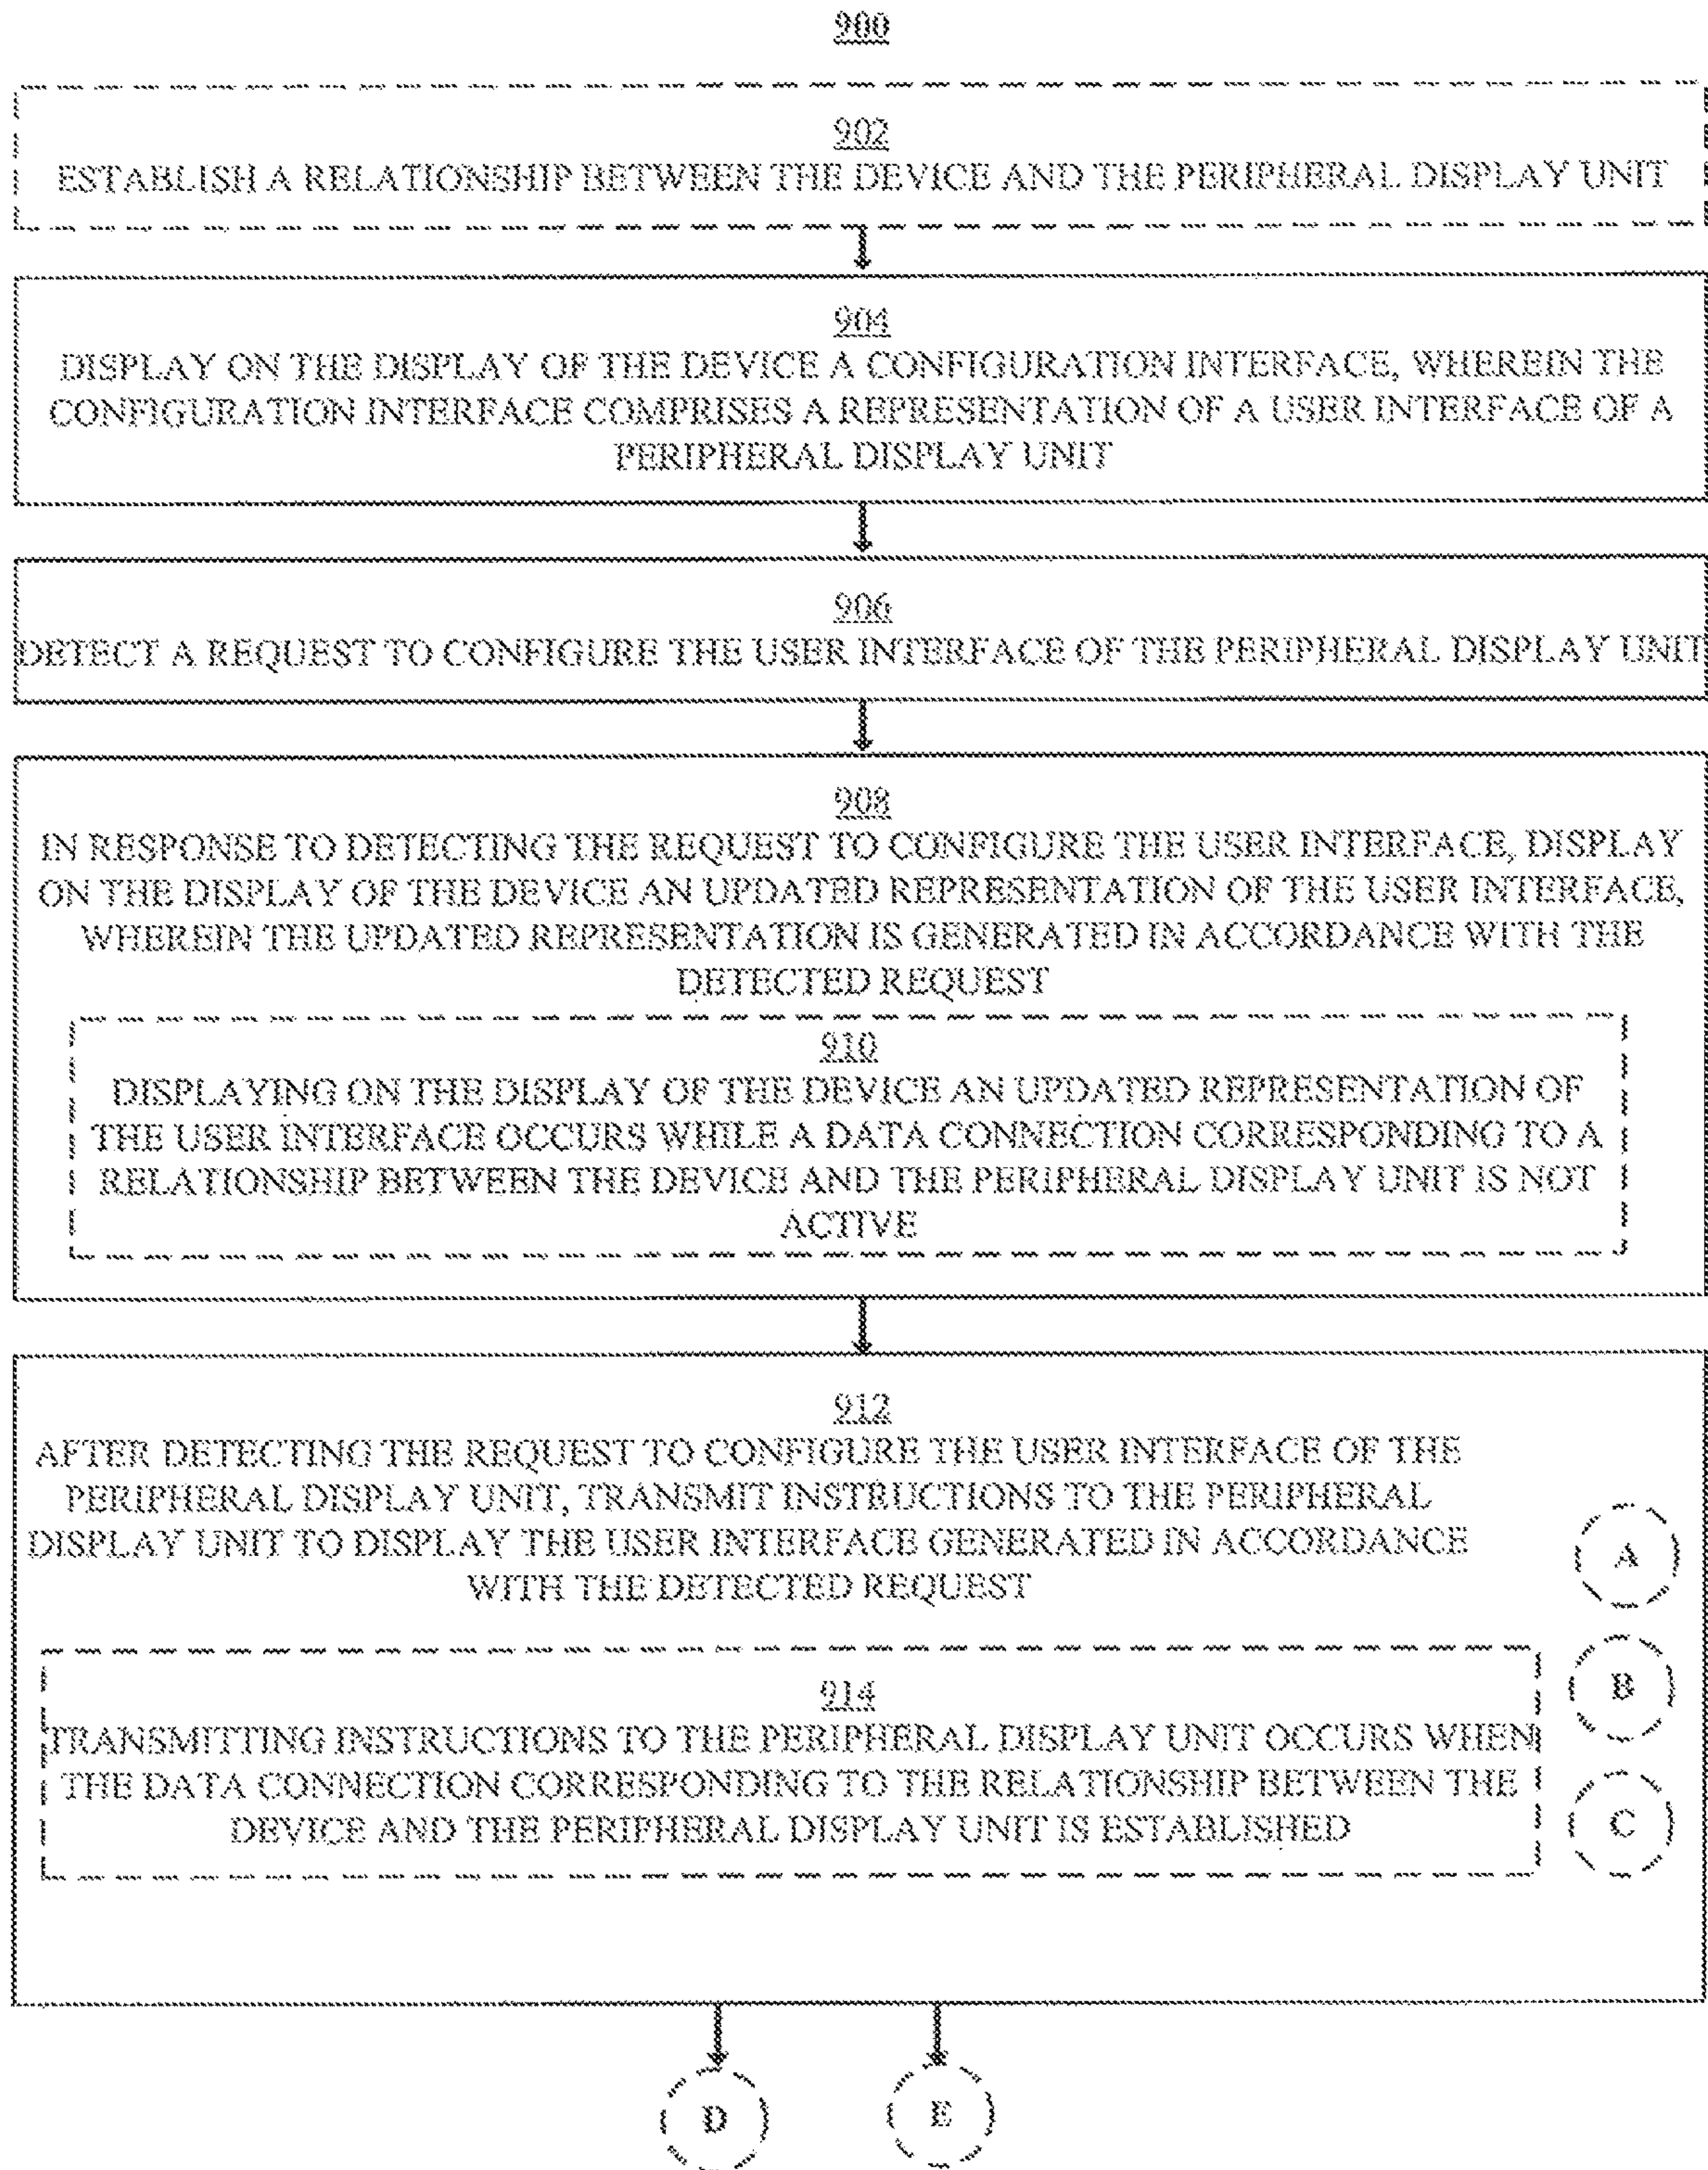 900
902
ESTABLISH A RELATIONSHIP BETWEEN THE DEVICE AND THE PERIPHERAL DISPLAY UNIT
904
DISPLAY ON THE DISPLAY OF THE DEVICE A CONFIGURATION INTERFACE, WHEREIN THE
CONFIGURATION INTERFACE COMPRISES A REPRESENTATION OF A USER INTERFACE OF A
PERIPHERAL DISPLAY UNIT
906
DETECT A REQUEST TO CONFIGURE THE USER INTERFACE OF THE PERIPHERAL DISPLAY UNIT
908
IN RESPONSE TO DETECTING THE REQUEST TO CONFIGURE THE USER INTERFACE, DISPLAY
ON THE DISPLAY OF THE DEVICE AN UPDATED REPRESENTATION OF THE USER INTERFACE,
WHEREIN THE UPDATED REPRESENTATION IS GENERATED IN ACCORDANCE WITH THE
DETECTED REQUEST
910
DISPLAYING ON THE DISPLAY OF THE DEVICE AN UPDATED REPRESENTATION OF
THE USER INTERFACE OCCURS WHILE A DATA CONNECTION CORRESPONDING TO A
RELATIONSHIP BETWEEN THE DEVICE AND THE PERIPHERAL DISPLAY UNIT IS NOT
ACTIVE
912
AFTER DETECTING THE REQUEST TO CONFIGURE THE USER INTERFACE OF THE
PERIPHERAL DISPLAY UNIT, TRANSMIT INSTRUCTIONS TO THE PERIPHERAL
DISPLAY UNIT TO DISPLAY THE USER INTERFACE GENERATED IN ACCORDANCE
WITH THE DETECTED REQUEST
A
B
C
914
TRANSMITTING INSTRUCTIONS TO THE PERIPHERAL DISPLAY UNIT OCCURS WHEN
THE DATA CONNECTION CORRESPONDING TO THE RELATIONSHIP BETWEEN THE
DEVICE AND THE PERIPHERAL DISPLAY UNIT IS ESTABLISHED
D
E